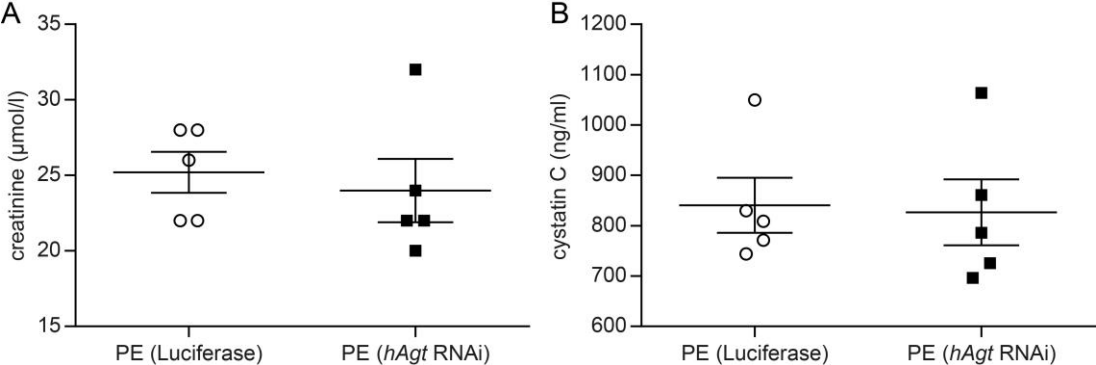 A
creatinine (µmol/l)
35
30
25
20
15
PE (Luciferase)
PE (hAgt RNAi)
B
cystatin C (ng/ml)
1200
1100
1000
900
800
700
600
PE (Luciferase)
PE (hAgt RNAi)